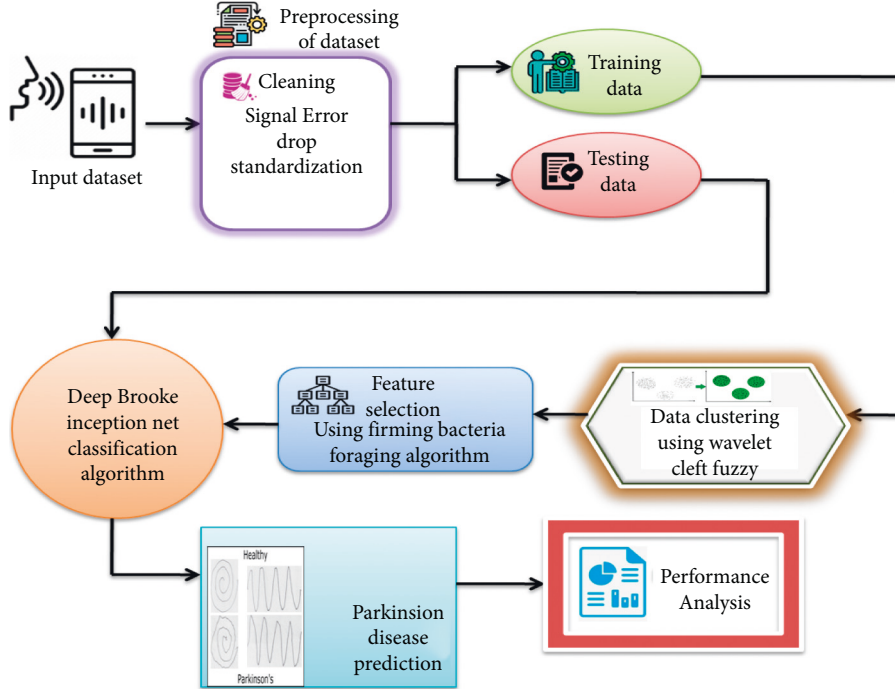 Preprocessing
of dataset
Input dataset
Cleaning
Signal Error
drop
standardization
Training
data
Testing
data
Deep Brooke
inception net
classification
algorithm
Feature
selection
Using firming bacteria
foraging algorithm
Data clustering
using wavelet
cleft fuzzy
Healthy
Parkinson's
Parkinsion
disease
prediction
Performance
Analysis